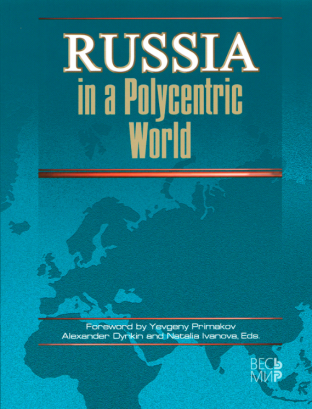 RUSSIA
in a Polycentric
World
Foreword by Yevgeny Primakov
Alexander Dynkin and Natalia Ivanova, Eds.
ВЕСЬ
МИР